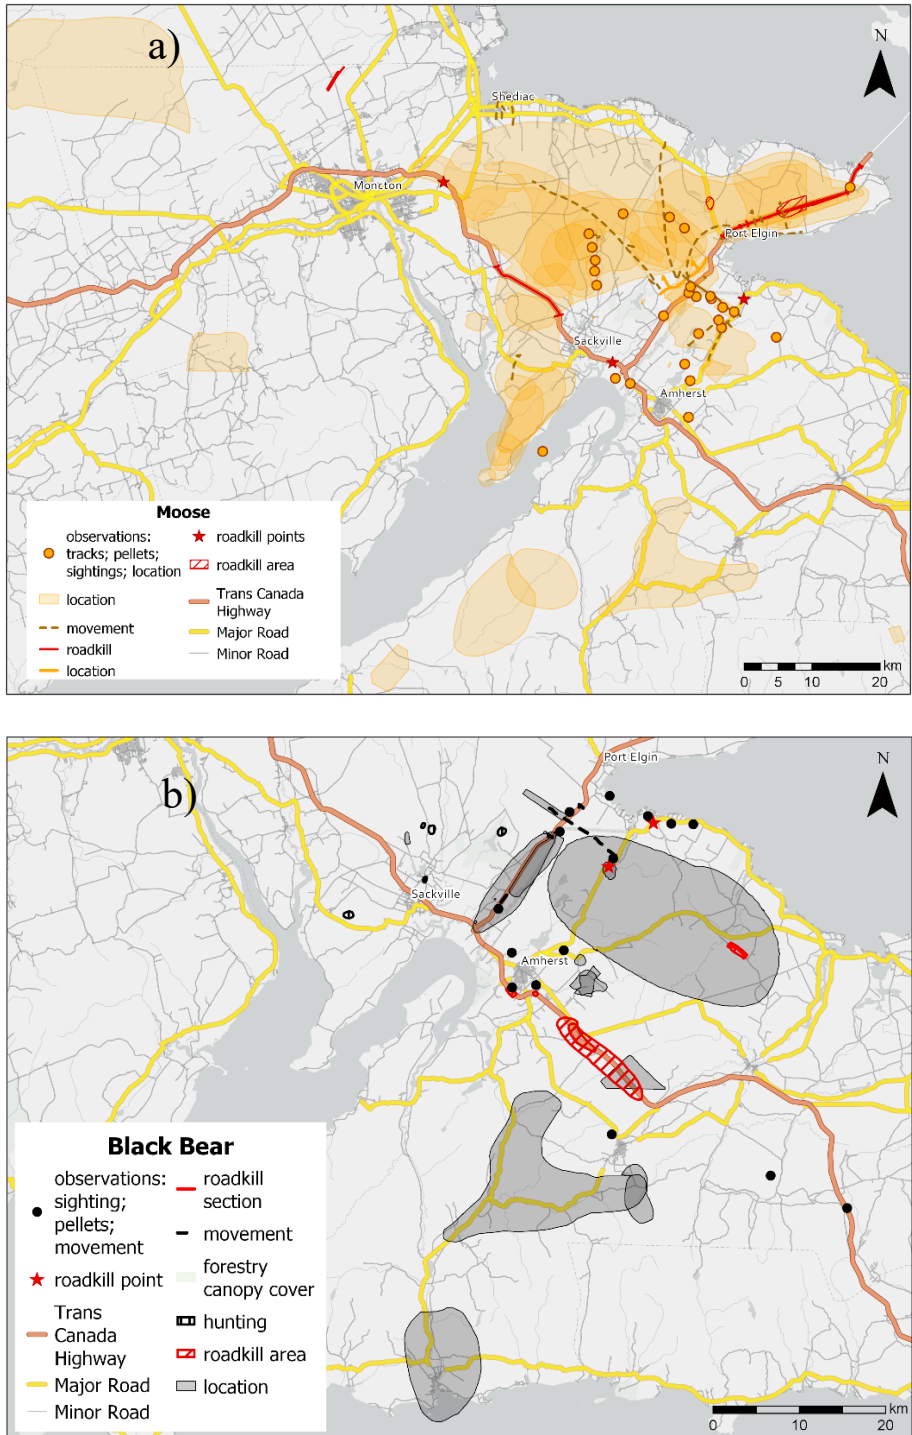 a)
N
Shediac
Moncton
Port Elgin
Sackville
Amherst
Moose
observations:
tracks; pellets;
sightings; location
location
movement
roadkill
location
roadkill points
roadkill area
Trans Canada
Highway
Major Road
Minor Road
km
0 5 10 20
b)
N
Port Elgin
Sackville
Amherst
Black Bear
observations:
sighting;
pellets;
movement
roadkill point
Trans
Canada
Highway
Major Road
Minor Road
roadkill
section
movement
forestry
canopy cover
hunting
roadkill area
location
km
0 10 20